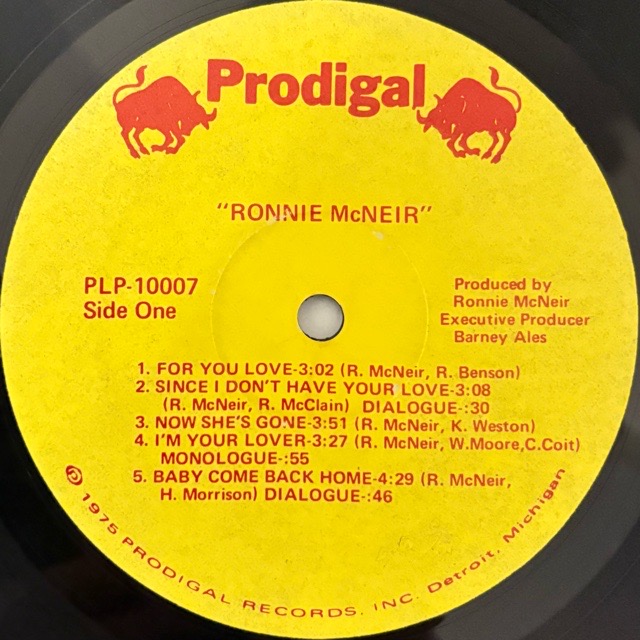 Prodigal
"RONNIE McNEIR"
PLP-10007
Side One
Produced by
Ronnie McNeir
Executive Producer
Barney Ales
1. FOR YOU LOVE-3:02 (R. McNeir, R. Benson)
2. SINCE I DON'T HAVE YOUR LOVE-3:08
(R. McNeir, R. McClain) DIALOGUE-:30
3. NOW SHE'S GONE-3:51 (R. McNeir, K. Weston)
4. I'M YOUR LOVER-3:27 (R. McNeir, W.Moore,C.Coit)
MONOLOGUE-:55
5. BABY COME BACK HOME-4:29 (R. McNeir,
H. Morrison) DIALOGUE-:46
℗ 1975 PRODIGAL RECORDS, INC. Detroit, Michigan